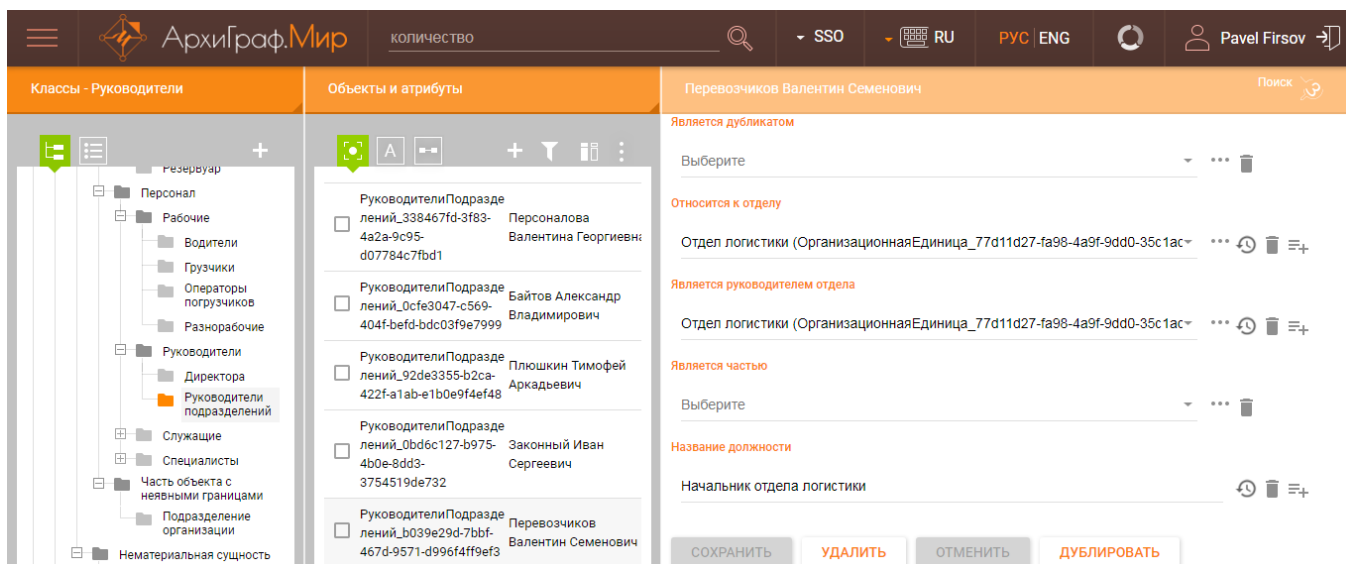 АрхиГраф.Мир
количество
SSO
RU
РУС ENG
Pavel Firsov
Классы - Руководители
Объекты и атрибуты
Перевозчиков Валентин Семенович
Поиск
Резервуар
Персонал
Рабочие
Водители
Грузчики
Операторы
погрузчиков
Разнорабочие
Руководители
Директора
Руководители
подразделений
Служащие
Специалисты
Часть объекта с
неявными границами
Подразделение
организации
Нематериальная сущность
A
РуководителиПодразде
лений_338467fd-3f83-
4a2a-9c95-
d07784c7fbd1
Персоналова
Валентина Георгиевна
РуководителиПодразде
лений_0cfe3047-c569-
404f-befd-bdc03f9e7999
Байтов Александр
Владимирович
РуководителиПодразде
лений_92de3355-b2ca-
422f-a1ab-e1b0e9f4ef48
Плюшкин Тимофей
Аркадьевич
РуководителиПодразде
лений_0bd6c127-b975-
4b0e-8dd3-
3754519de732
Законный Иван
Сергеевич
РуководителиПодразде
лений_b039e29d-7bbf-
467d-9571-d996f4ff9ef3
Перевозчиков
Валентин Семенович
Является дубликатом
Выберите
Относится к отделу
Отдел логистики (ОрганизационнаяЕдиница_77d11d27-fa98-4a9f-9dd0-35c1ac
Является руководителем отдела
Отдел логистики (ОрганизационнаяЕдиница_77d11d27-fa98-4a9f-9dd0-35c1ac
Является частью
Выберите
Название должности
Начальник отдела логистики
СОХРАНИТЬ
УДАЛИТЬ
ОТМЕНИТЬ
ДУБЛИРОВАТЬ